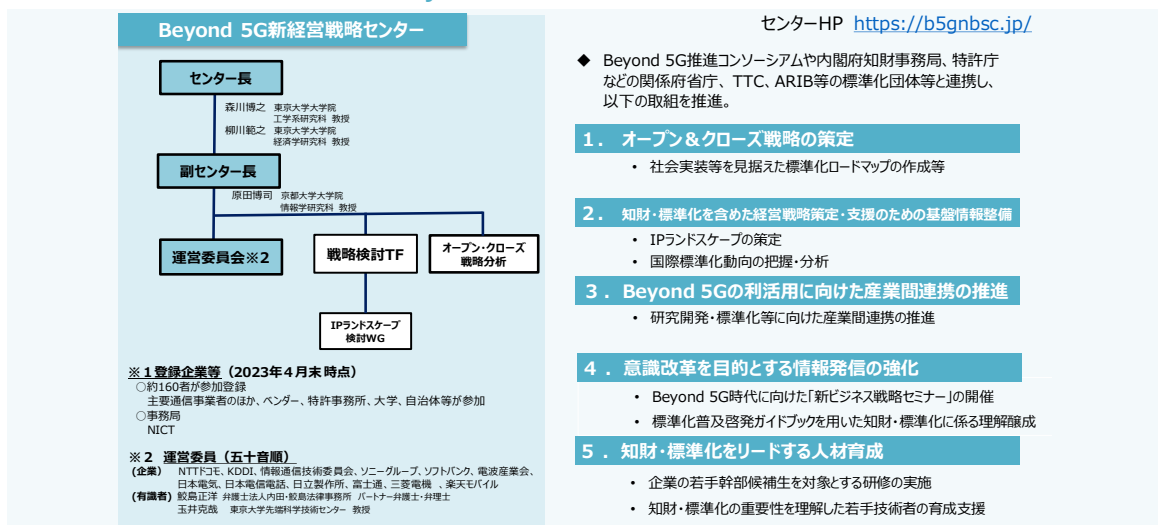 Beyond 5G新経営戦略センター
センター長
森川博之 東京大学大学院
工学系研究科 教授
柳川範之 東京大学大学院
経済学研究科 教授
副センター長
原田博司 京都大学大学院
情報学研究科 教授
運営委員会※2
戦略検討TF
オープン・クローズ
戦略分析
IPランドスケープ
検討WG
※1登録企業等(2023年4月末時点)
○約160者が参加登録
主要通信事業者のほか、ベンダー、特許事務所、大学、自治体等が参加
○事務局
NICT
※2 運営委員(五十音順)
(企業) NTTドコモ、KDDI、情報通信技術委員会、ソニーグループ、ソフトバンク、電波産業会、
日本電気、日本電信電話、日立製作所、富士通、三菱電機 、楽天モバイル
(有識者) 鮫島正洋 弁護士法人内田・鮫島法律事務所 パートナー弁護士・弁理士
玉井克哉 東京大学先端科学技術センター 教授
センターHP https://b5gnbsc.jp/
◆ Beyond 5G推進コンソーシアムや内閣府知財事務局、特許庁
などの関係府省庁、TTC、ARIB等の標準化団体等と連携し、
以下の取組を推進。
1. オープン&クローズ戦略の策定
• 社会実装等を見据えた標準化ロードマップの作成等
2. 知財・標準化を含めた経営戦略策定・支援のための基盤情報整備
• IPランドスケープの策定
• 国際標準化動向の把握・分析
3. Beyond 5Gの利活用に向けた産業間連携の推進
• 研究開発・標準化等に向けた産業間連携の推進
4. 意識改革を目的とする情報発信の強化
• Beyond 5G時代に向けた「新ビジネス戦略セミナー」の開催
• 標準化普及啓発ガイドブックを用いた知財・標準化に係る理解醸成
5. 知財・標準化をリードする人材育成
• 企業の若手幹部候補生を対象とする研修の実施
• 知財・標準化の重要性を理解した若手技術者の育成支援